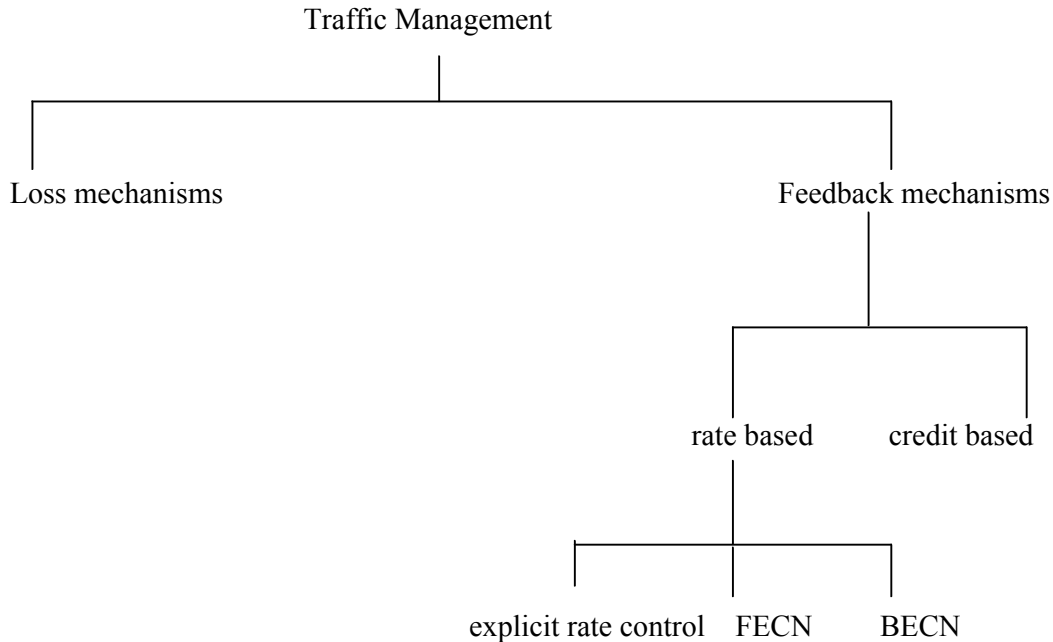 Traffic Management
Loss mechanisms
Feedback mechanisms
rate based
credit based
explicit rate control
FECN
BECN